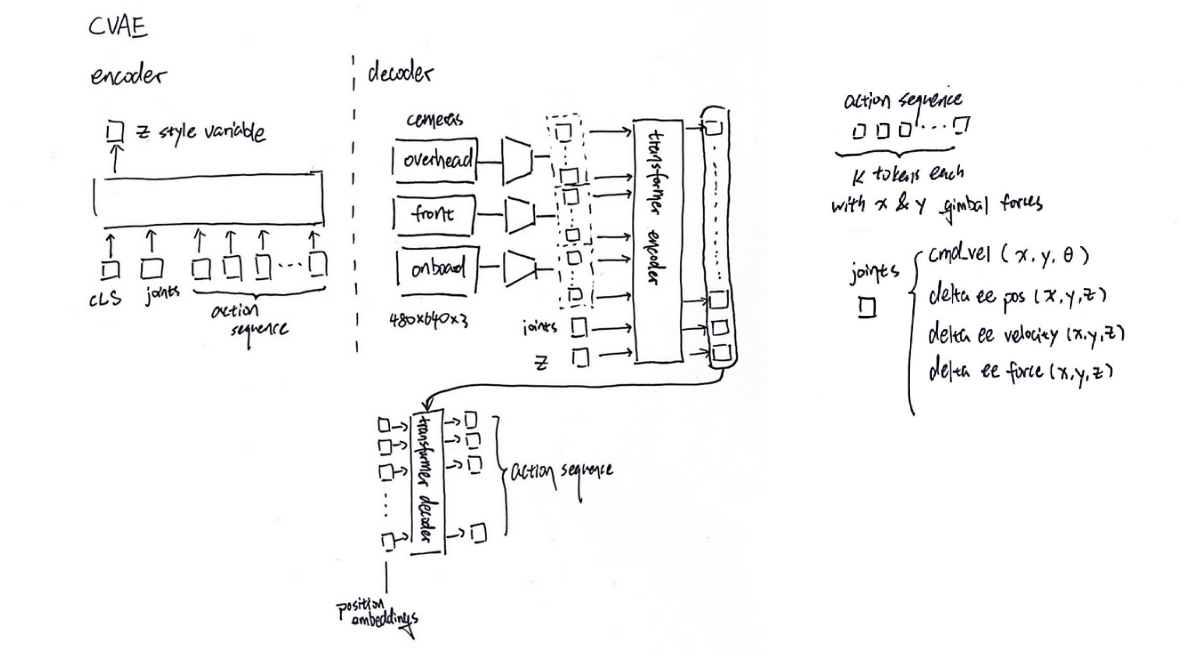 CVAE
encoder
z style variable
CLS
joints
action
sequence
decoder
cameras
overhead
front
onboad
480x640x3
joints
z
transformer encoder
transformer decoder
action sequence
position
embeddings
action sequence
K tokens each
with x & y gimbal forces
joints
cmd_vel (x, y, θ)
delta ee pos (x,y,z)
delta ee velocity (x,y,z)
delta ee force (x,y,z)